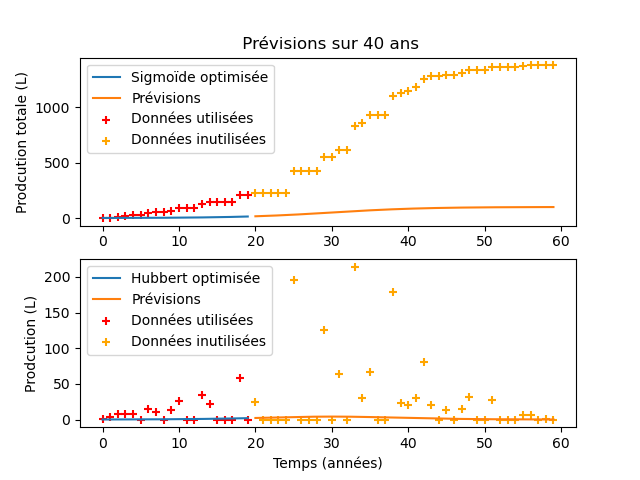 Prévisions sur 40 ans
Prodcution totale (L)
Sigmoïde optimisée
Prévisions
Données utilisées
Données inutilisées
1000
500
0
0 10 20 30 40 50 60
Prodcution (L)
Hubbert optimisée
Prévisions
Données utilisées
Données inutilisées
200
150
100
50
0
0 10 20 30 40 50 60
Temps (années)